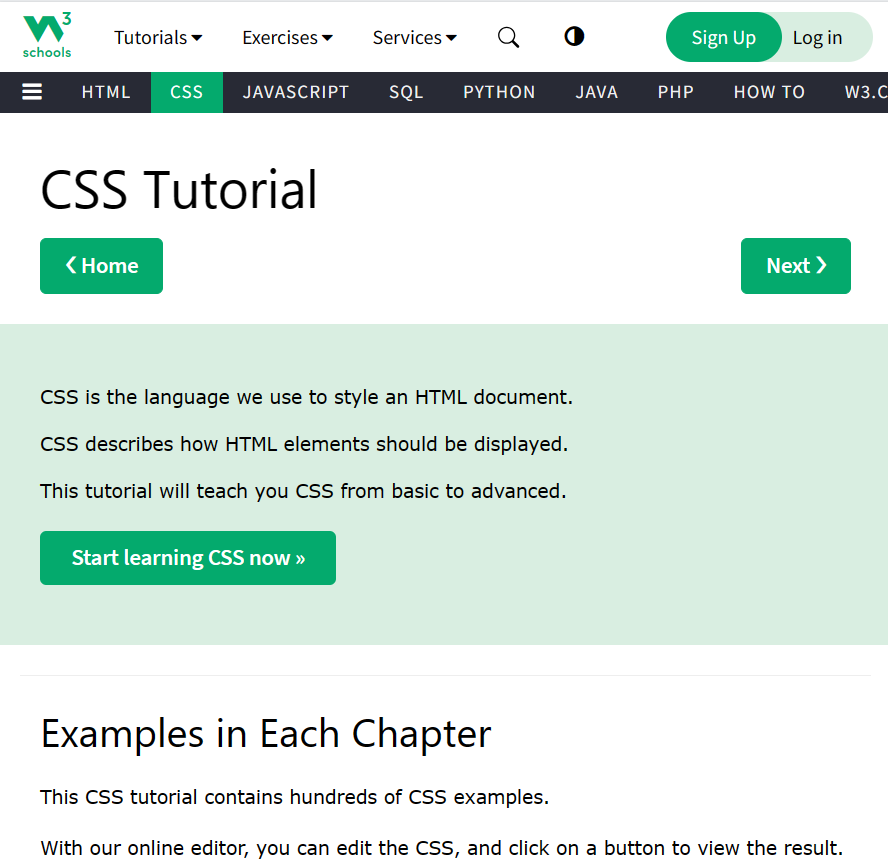 3
schools
Tutorials Exercises Services Sign Up Log in
HTML CSS JAVASCRIPT SQL PYTHON JAVA PHP HOW TO W3.C
CSS Tutorial
❮ Home Next ❯
CSS is the language we use to style an HTML document.
CSS describes how HTML elements should be displayed.
This tutorial will teach you CSS from basic to advanced.
Start learning CSS now »
Examples in Each Chapter
This CSS tutorial contains hundreds of CSS examples.
With our online editor, you can edit the CSS, and click on a button to view the result.